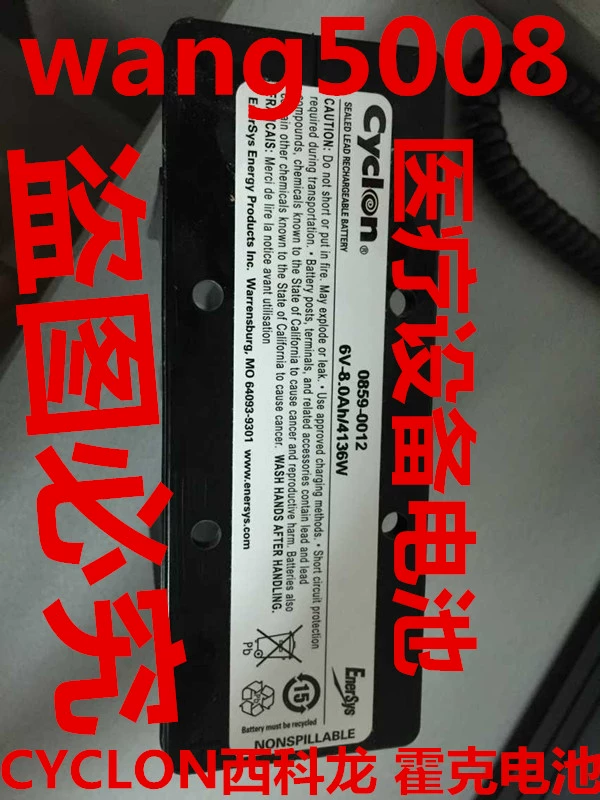 wang5008
盗图必究
医疗设备电池
Cyclon®
SEALED LEAD RECHARGEABLE BATTERY
0859-0012
6V-8.0Ah/4136W
CAUTION: Do not short or put in fire. May explode or leak. • Use approved charging methods. • Short circuit protection
required during transportation. • Battery posts, terminals, and related accessories contain lead and lead
compounds, chemicals known to the State of California to cause cancer and reproductive harm. Batteries also
contain other chemicals known to the State of California to cause cancer. WASH HANDS AFTER HANDLING.
FRANCAIS: Merci de lire la notice avant utilisation
EnerSys Energy Products Inc. Warrensburg, MO 64093-9301 www.enersys.com
Pb
15
EnerSys
Battery must be recycled
NONSPILLABLE
CYCLON西科龙 霍克电池